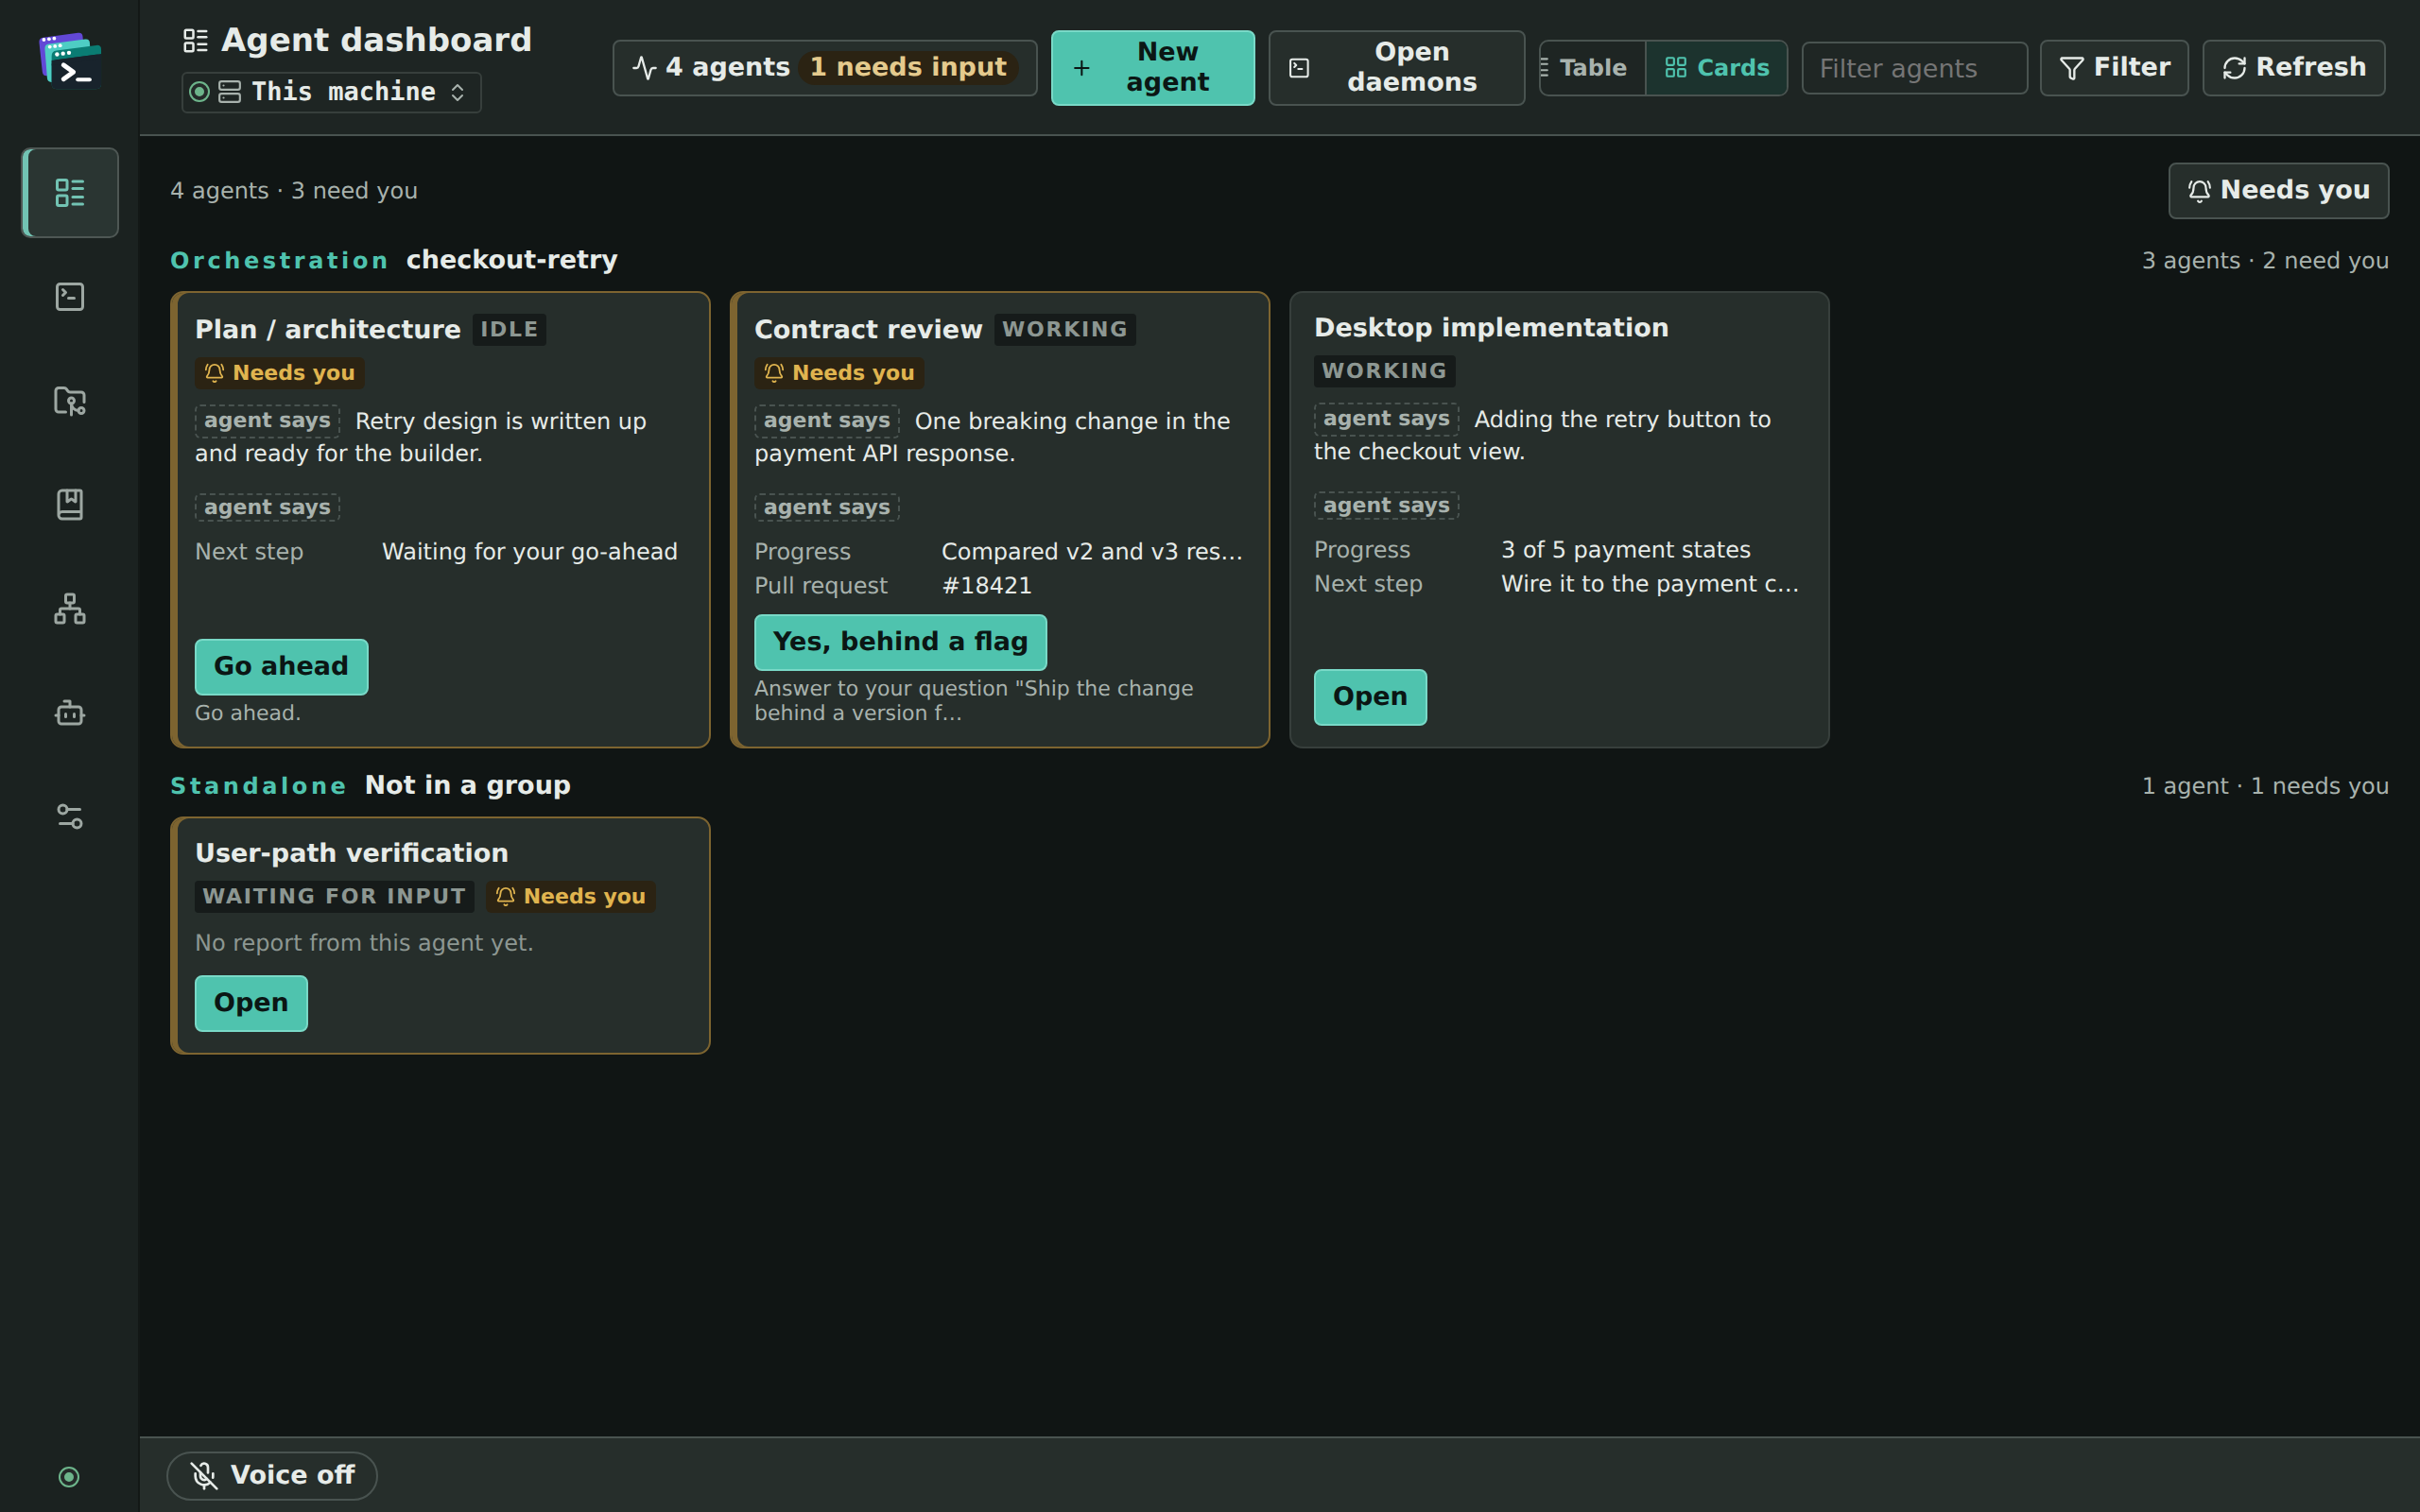 Agent dashboard
This machine
4 agents 1 needs input
New
agent
Open
daemons
Table
Cards
Filter agents
Filter
Refresh
4 agents · 3 need you
Needs you
Orchestration checkout-retry
3 agents · 2 need you
Plan / architecture IDLE
Needs you
agent says Retry design is written up
and ready for the builder.
agent says
Next step Waiting for your go-ahead
Go ahead
Go ahead.
Contract review WORKING
Needs you
agent says One breaking change in the
payment API response.
agent says
Progress Compared v2 and v3 res…
Pull request #18421
Yes, behind a flag
Answer to your question "Ship the change
behind a version f…
Desktop implementation
WORKING
agent says Adding the retry button to
the checkout view.
agent says
Progress 3 of 5 payment states
Next step Wire it to the payment c…
Open
Standalone Not in a group
1 agent · 1 needs you
User-path verification
WAITING FOR INPUT Needs you
No report from this agent yet.
Open
Voice off